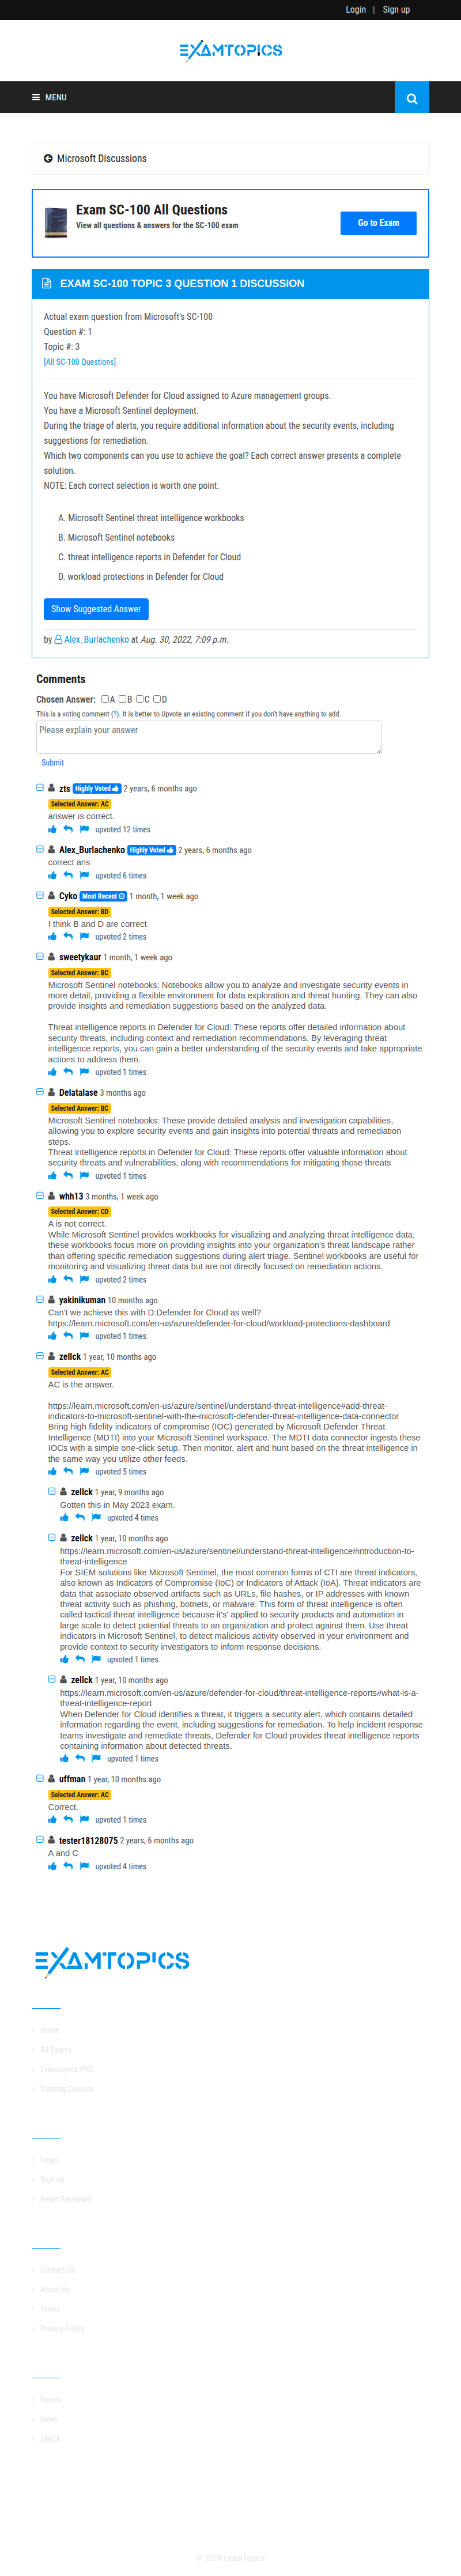 Login | Sign up
EXAMTOPICS
MENU
Microsoft Discussions
Exam SC-100 All Questions
View all questions & answers for the SC-100 exam
Go to Exam
EXAM SC-100 TOPIC 3 QUESTION 1 DISCUSSION
Actual exam question from Microsoft's SC-100
Question #: 1
Topic #: 3
[All SC-100 Questions]
You have Microsoft Defender for Cloud assigned to Azure management groups.
You have a Microsoft Sentinel deployment.
During the triage of alerts, you require additional information about the security events, including
suggestions for remediation.
Which two components can you use to achieve the goal? Each correct answer presents a complete
solution.
NOTE: Each correct selection is worth one point.
A. Microsoft Sentinel threat intelligence workbooks
B. Microsoft Sentinel notebooks
C. threat intelligence reports in Defender for Cloud
D. workload protections in Defender for Cloud
Show Suggested Answer
by Alex_Burlachenko at Aug. 30, 2022, 7:09 p.m.
Comments
Chosen Answer: A B C D
This is a voting comment (?). It is better to Upvote an existing comment if you don't have anything to add.
Please explain your answer
Submit
zts Highly Voted 2 years, 6 months ago
Selected Answer: AC
answer is correct.
upvoted 12 times
Alex_Burlachenko Highly Voted 2 years, 6 months ago
correct ans
upvoted 6 times
Cyko Most Recent 1 month, 1 week ago
Selected Answer: BD
I think B and D are correct
upvoted 2 times
sweetykaur 1 month, 1 week ago
Selected Answer: BC
Microsoft Sentinel notebooks: Notebooks allow you to analyze and investigate security events in
more detail, providing a flexible environment for data exploration and threat hunting. They can also
provide insights and remediation suggestions based on the analyzed data.
Threat intelligence reports in Defender for Cloud: These reports offer detailed information about
security threats, including context and remediation recommendations. By leveraging threat
intelligence reports, you can gain a better understanding of the security events and take appropriate
actions to address them.
upvoted 1 times
Delatalase 3 months ago
Selected Answer: BC
Microsoft Sentinel notebooks: These provide detailed analysis and investigation capabilities,
allowing you to explore security events and gain insights into potential threats and remediation
steps.
Threat intelligence reports in Defender for Cloud: These reports offer valuable information about
security threats and vulnerabilities, along with recommendations for mitigating those threats
upvoted 1 times
whh13 3 months, 1 week ago
Selected Answer: CD
A is not correct.
While Microsoft Sentinel provides workbooks for visualizing and analyzing threat intelligence data,
these workbooks focus more on providing insights into your organization's threat landscape rather
than offering specific remediation suggestions during alert triage. Sentinel workbooks are useful for
monitoring and visualizing threat data but are not directly focused on remediation actions.
upvoted 2 times
yakinikuman 10 months ago
Can't we achieve this with D:Defender for Cloud as well?
https://learn.microsoft.com/en-us/azure/defender-for-cloud/workload-protections-dashboard
upvoted 1 times
zellck 1 year, 10 months ago
Selected Answer: AC
AC is the answer.
https://learn.microsoft.com/en-us/azure/sentinel/understand-threat-intelligence#add-threat-
indicators-to-microsoft-sentinel-with-the-microsoft-defender-threat-intelligence-data-connector
Bring high fidelity indicators of compromise (IOC) generated by Microsoft Defender Threat
Intelligence (MDTI) into your Microsoft Sentinel workspace. The MDTI data connector ingests these
IOCs with a simple one-click setup. Then monitor, alert and hunt based on the threat intelligence in
the same way you utilize other feeds.
upvoted 5 times
zellck 1 year, 9 months ago
Gotten this in May 2023 exam.
upvoted 4 times
zellck 1 year, 10 months ago
https://learn.microsoft.com/en-us/azure/sentinel/understand-threat-intelligence#introduction-to-
threat-intelligence
For SIEM solutions like Microsoft Sentinel, the most common forms of CTI are threat indicators,
also known as Indicators of Compromise (IoC) or Indicators of Attack (IoA). Threat indicators are
data that associate observed artifacts such as URLs, file hashes, or IP addresses with known
threat activity such as phishing, botnets, or malware. This form of threat intelligence is often
called tactical threat intelligence because it's' applied to security products and automation in
large scale to detect potential threats to an organization and protect against them. Use threat
indicators in Microsoft Sentinel, to detect malicious activity observed in your environment and
provide context to security investigators to inform response decisions.
upvoted 1 times
zellck 1 year, 10 months ago
https://learn.microsoft.com/en-us/azure/defender-for-cloud/threat-intelligence-reports#what-is-a-
threat-intelligence-report
When Defender for Cloud identifies a threat, it triggers a security alert, which contains detailed
information regarding the event, including suggestions for remediation. To help incident response
teams investigate and remediate threats, Defender for Cloud provides threat intelligence reports
containing information about detected threats.
upvoted 1 times
uffman 1 year, 10 months ago
Selected Answer: AC
Correct.
upvoted 1 times
tester18128075 2 years, 6 months ago
A and C
upvoted 4 times
EXAMTOPICS
Home
All Exams
Examtopics PRO
Training Courses
Login
Sign up
Reset Password
Contact Us
About Us
Terms
Privacy Policy
Forum
News
DMCA
© 2024 ExamTopics